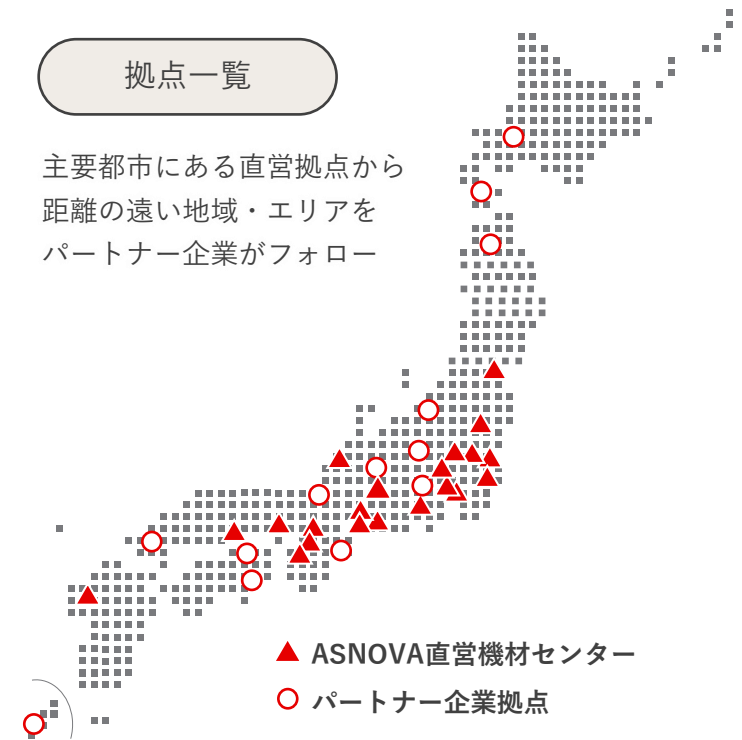 拠点一覧
主要都市にある直営拠点から
距離の遠い地域・エリアを
パートナー企業がフォロー
ASNOVA直営機材センター
パートナー企業拠点